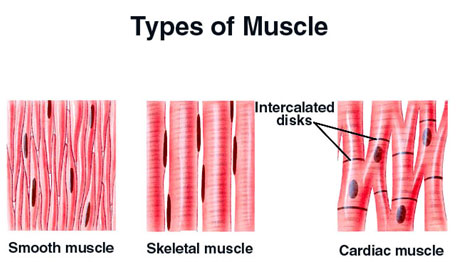 Types of Muscle
Intercalated
disks
Smooth muscle
Skeletal muscle
Cardiac muscle